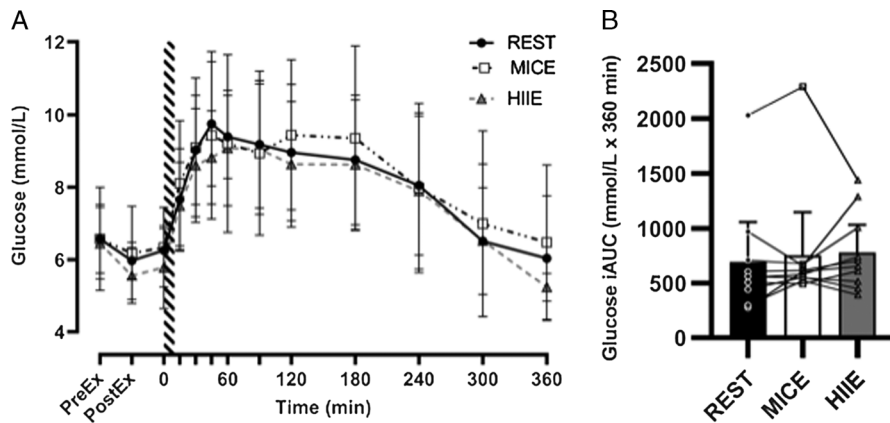 A
Glucose (mmol/L)
12
10
8
6
4
REST
MICE
HIIE
PreEx
PostEx
0
60
120
180
240
300
360
Time (min)
B
Glucose iAUC (mmol/L x 360 min)
2500
2000
1500
1000
500
0
REST
MICE
HIIE